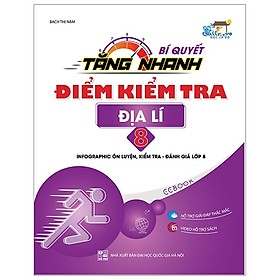 BẠCH THỊ NĂM
BÍ QUYẾT
TĂNG NHANH
ĐIỂM KIỂM TRA
ĐỊA LÍ
8
INFOGRAPHIC ÔN LUYỆN, KIỂM TRA - ĐÁNH GIÁ LỚP 8
CCBOOK
HỖ TRỢ GIẢI ĐÁP THẮC MẮC
VIDEO HỖ TRỢ SÁCH
NHÀ XUẤT BẢN ĐẠI HỌC QUỐC GIA HÀ NỘI